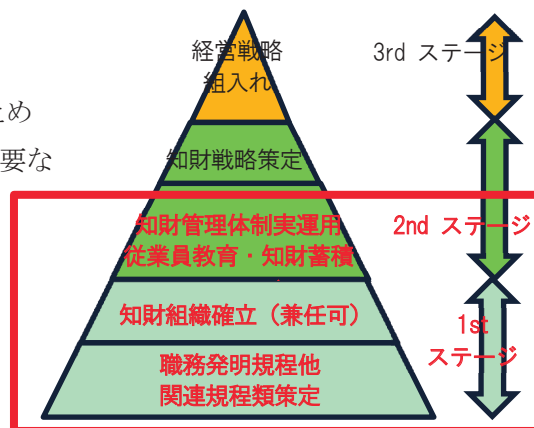 経営戦略
組入れ
3rd ステージ
とめ
要な
知財戦略策定
知財管理体制実運用
従業員教育・知財蓄積
2nd ステージ
知財組織確立（兼任可）
1st
ステージ
職務発明規程他
関連規程類策定